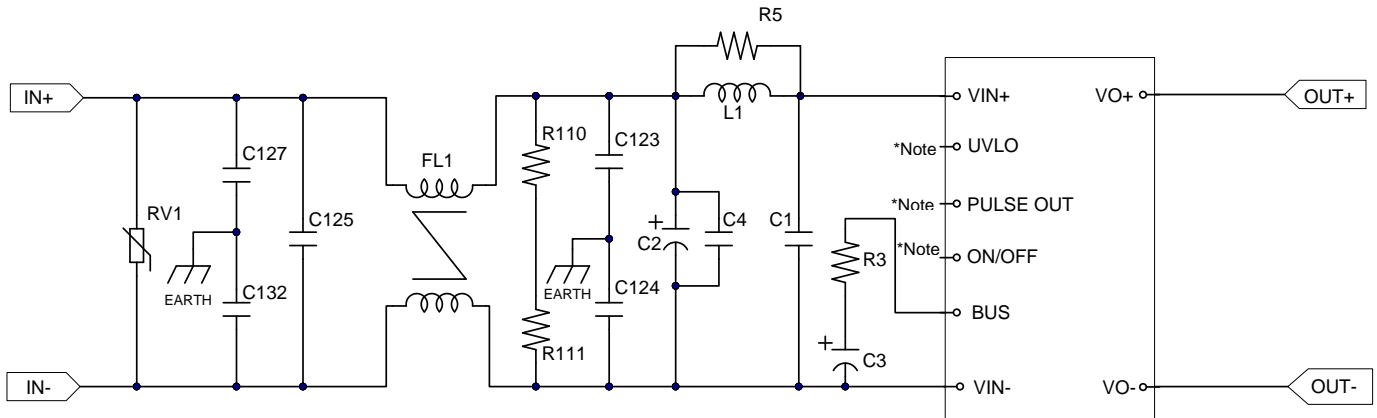 R5
IN+
VIN+
VO+
OUT+
L1
R110
C123
C127
FL1
*Note
UVLO
RV1
C125
*Note
PULSE OUT
+
C2
C4
C1
R3
*Note
ON/OFF
EARTH
C132
EARTH
C124
BUS
R111
+
C3
IN-
VIN-
VO-
OUT-